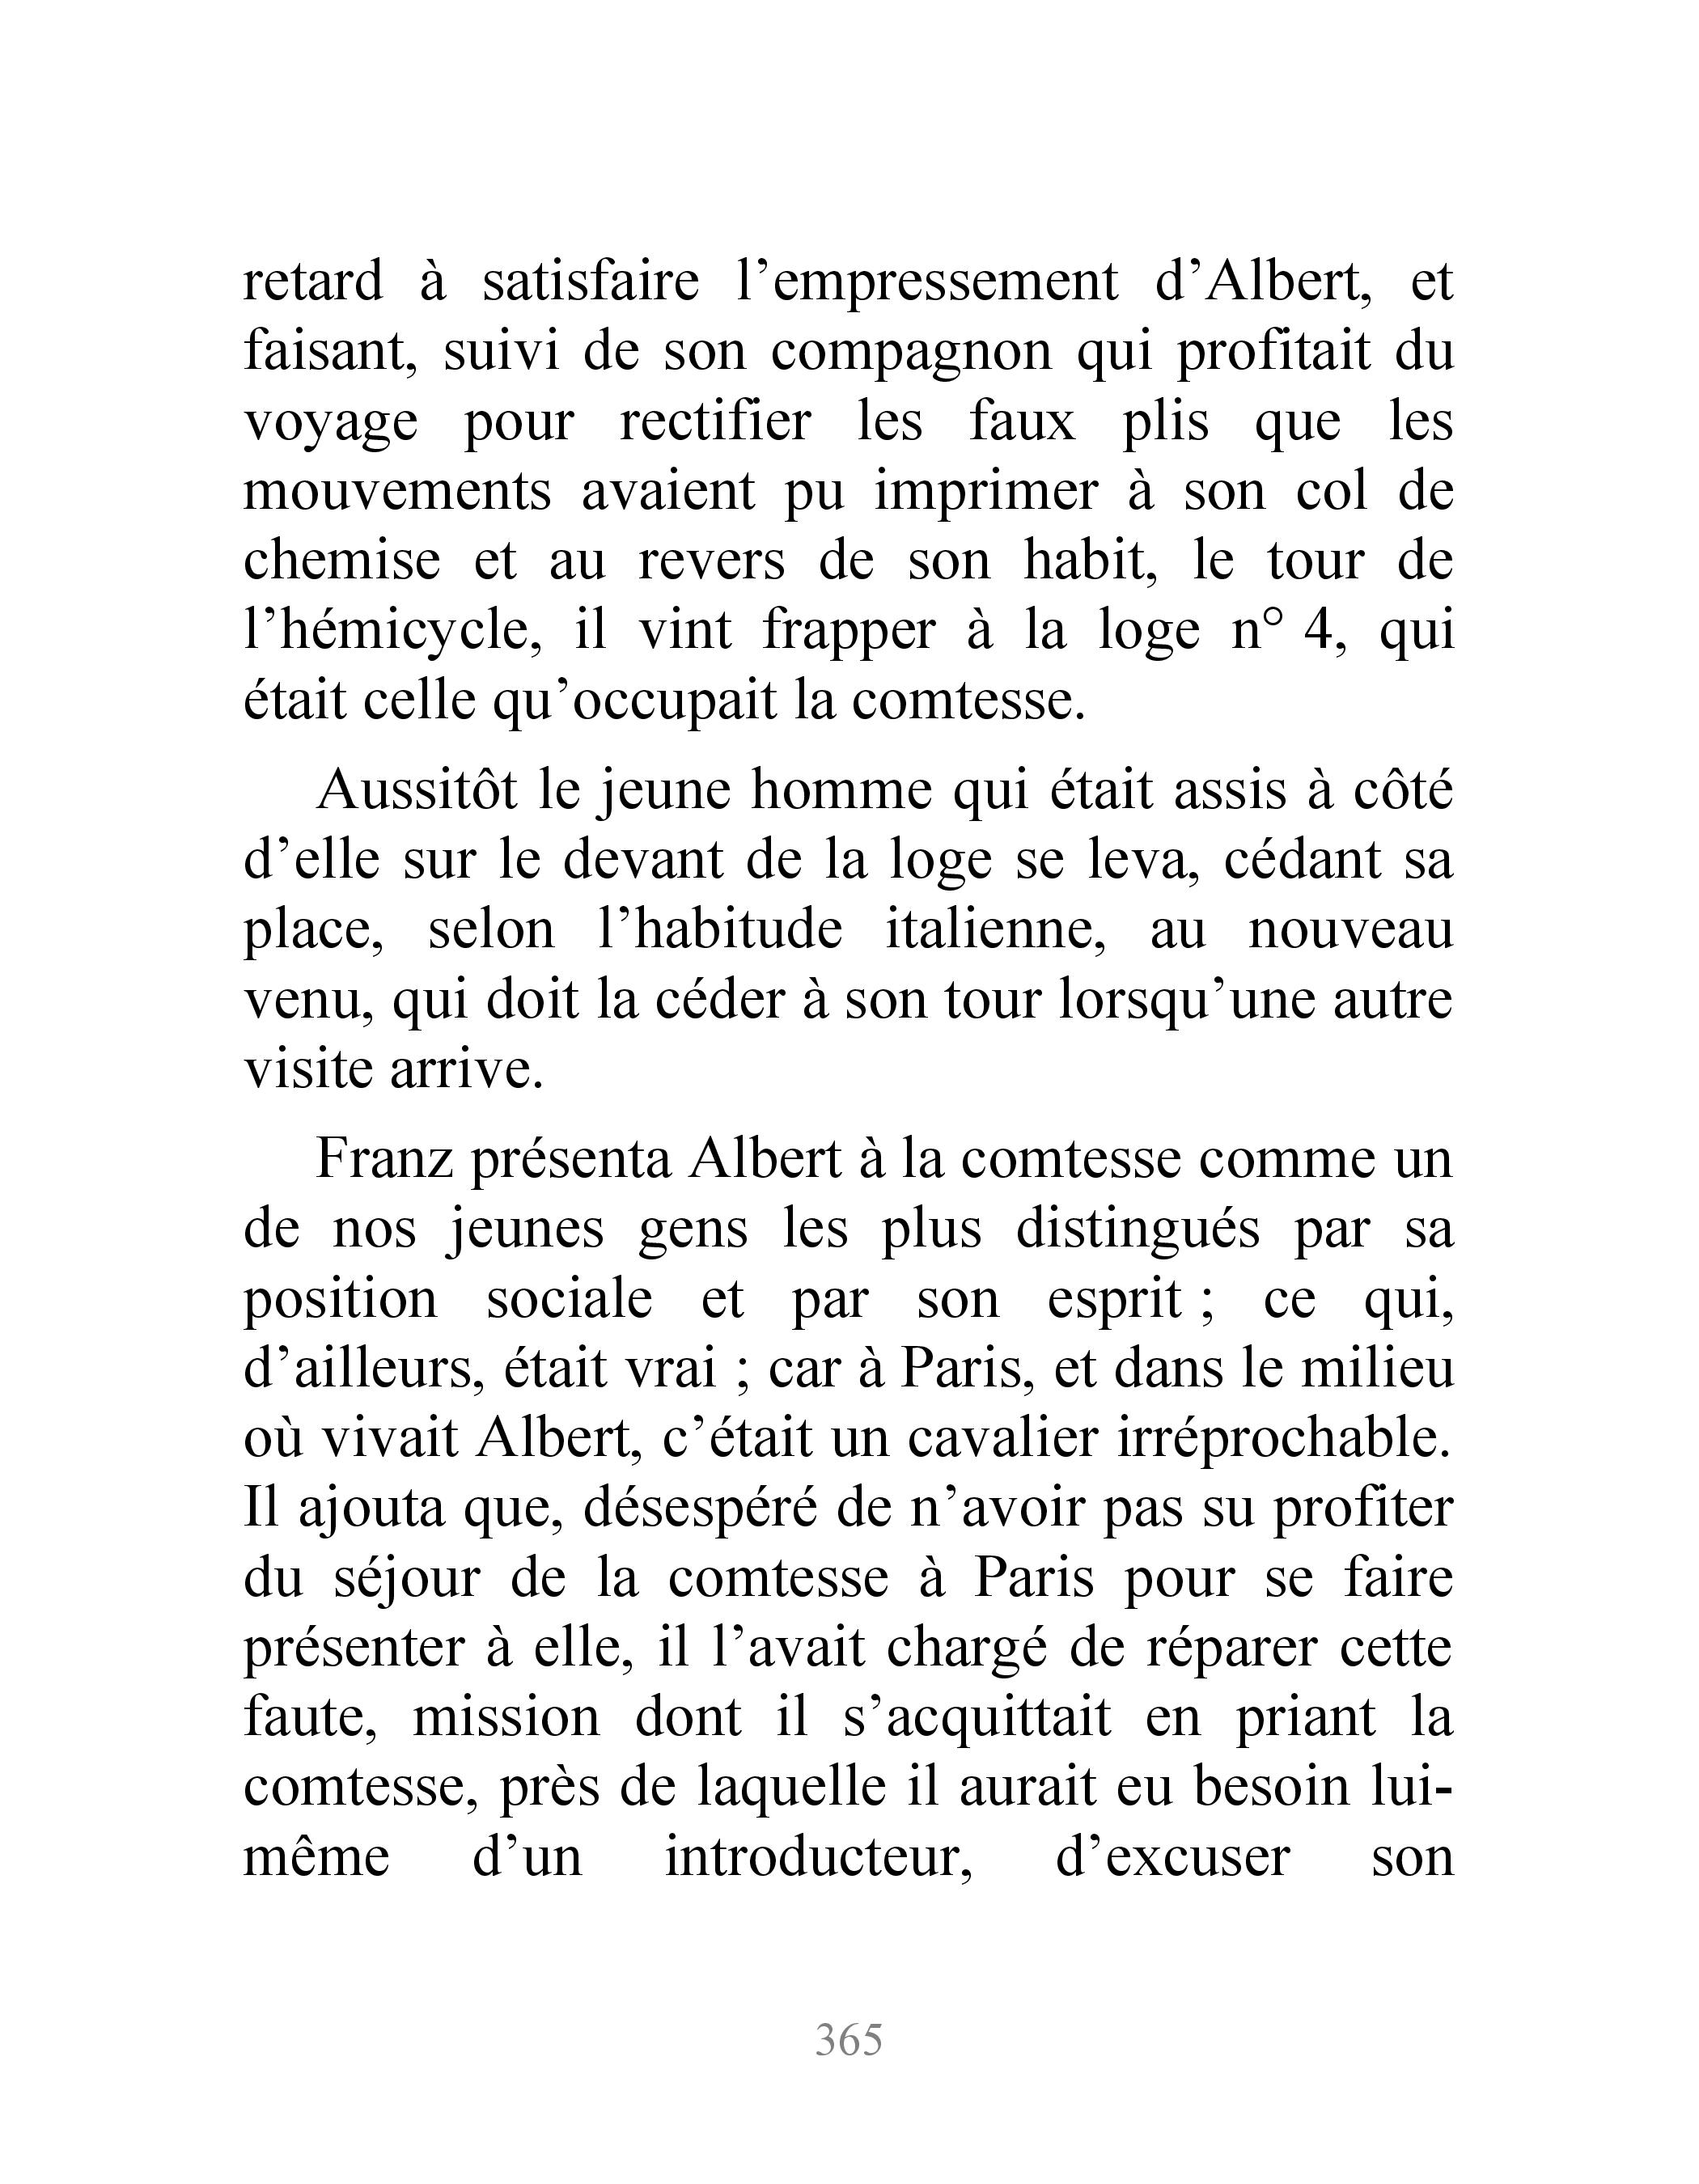 retard à satisfaire l’empressement d’Albert, et
faisant, suivi de son compagnon qui profitait du
voyage pour rectifier les faux plis que les
mouvements avaient pu imprimer à son col de
chemise et au revers de son habit, le tour de
l’hémicycle, il vint frapper à la loge n° 4, qui
était celle qu’occupait la comtesse.
Aussitôt le jeune homme qui était assis à côté
d’elle sur le devant de la loge se leva, cédant sa
place, selon l’habitude italienne, au nouveau
venu, qui doit la céder à son tour lorsqu’une autre
visite arrive.
Franz présenta Albert à la comtesse comme un
de nos jeunes gens les plus distingués par sa
position sociale et par son esprit ; ce qui,
d’ailleurs, était vrai ; car à Paris, et dans le milieu
où vivait Albert, c’était un cavalier irréprochable.
Il ajouta que, désespéré de n’avoir pas su profiter
du séjour de la comtesse à Paris pour se faire
présenter à elle, il l’avait chargé de réparer cette
faute, mission dont il s’acquittait en priant la
comtesse, près de laquelle il aurait eu besoin lui-
même d’un introducteur, d’excuser son
365